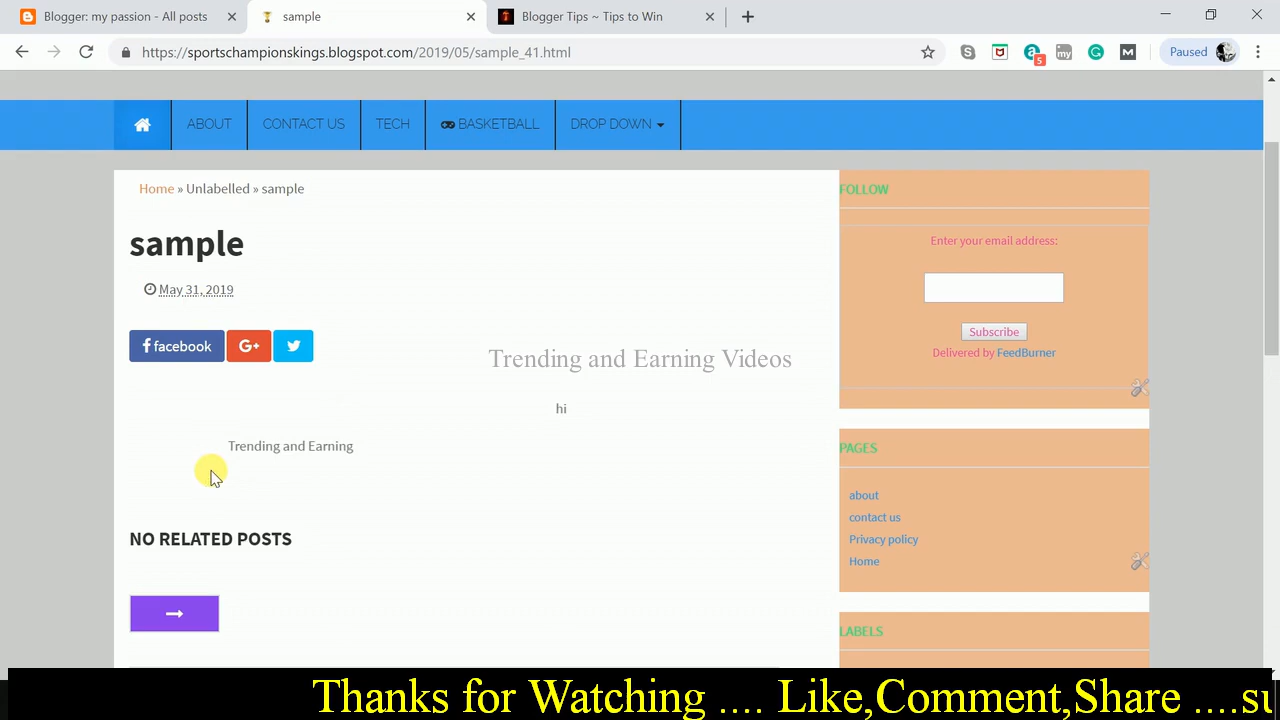 Blogger: my passion - All posts
sample
Blogger Tips ~ Tips to Win
https://sportschampionskings.blogspot.com/2019/05/sample_41.html
5
my
M
Paused
ABOUT
CONTACT US
TECH
BASKETBALL
DROP DOWN
Home » Unlabelled » sample
sample
May 31, 2019
facebook
G+
Trending and Earning Videos
hi
Trending and Earning
NO RELATED POSTS
FOLLOW
Enter your email address:
Subscribe
Delivered by FeedBurner
PAGES
about
contact us
Privacy policy
Home
LABELS
Thanks for Watching .... Like,Comment,Share ....su